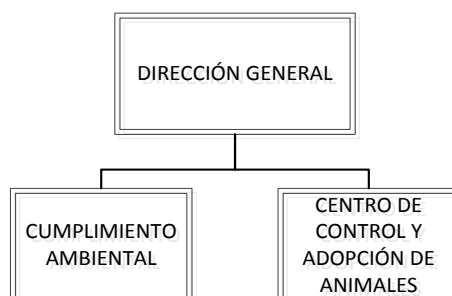 DIRECCIÓN GENERAL
CUMPLIMIENTO
AMBIENTAL
CENTRO DE
CONTROL Y
ADOPCIÓN DE
ANIMALES